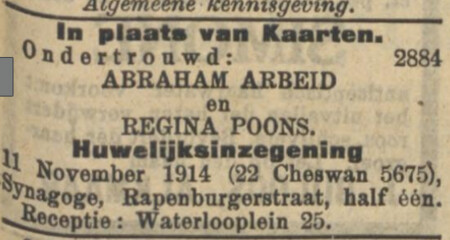 Algemeene kennisgeving.
In plaats van Kaarten.
Ondertrouwd: 2884
ABRAHAM ARBEID
en
REGINA POONS.
Huwelijksinzegening
11 November 1914 (22 Cheswan 5675),
Synagoge, Rapenburgerstraat, half één.
Receptie: Waterlooplein 25.